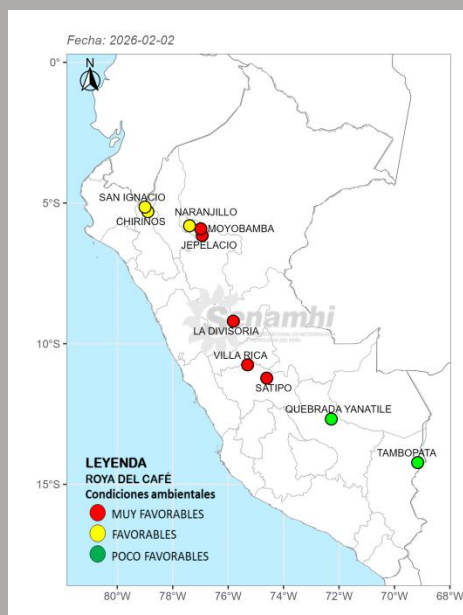 Fecha: 2026-02-02
N
0°
5°S
10°S
15°S
SAN IGNACIO
CHIRINOS
NARANJILLO
MOYOBAMBA
JEPELACIO
Senamhi
LA DIVISORIA
VILLA RICA
SATIPO
QUEBRADA YANATILE
TAMBOPATA
LEYENDA
ROYA DEL CAFÉ
Condiciones ambientales
MUY FAVORABLES
FAVORABLES
POCO FAVORABLES
80°W 78°W 76°W 74°W 72°W 70°W 68°W